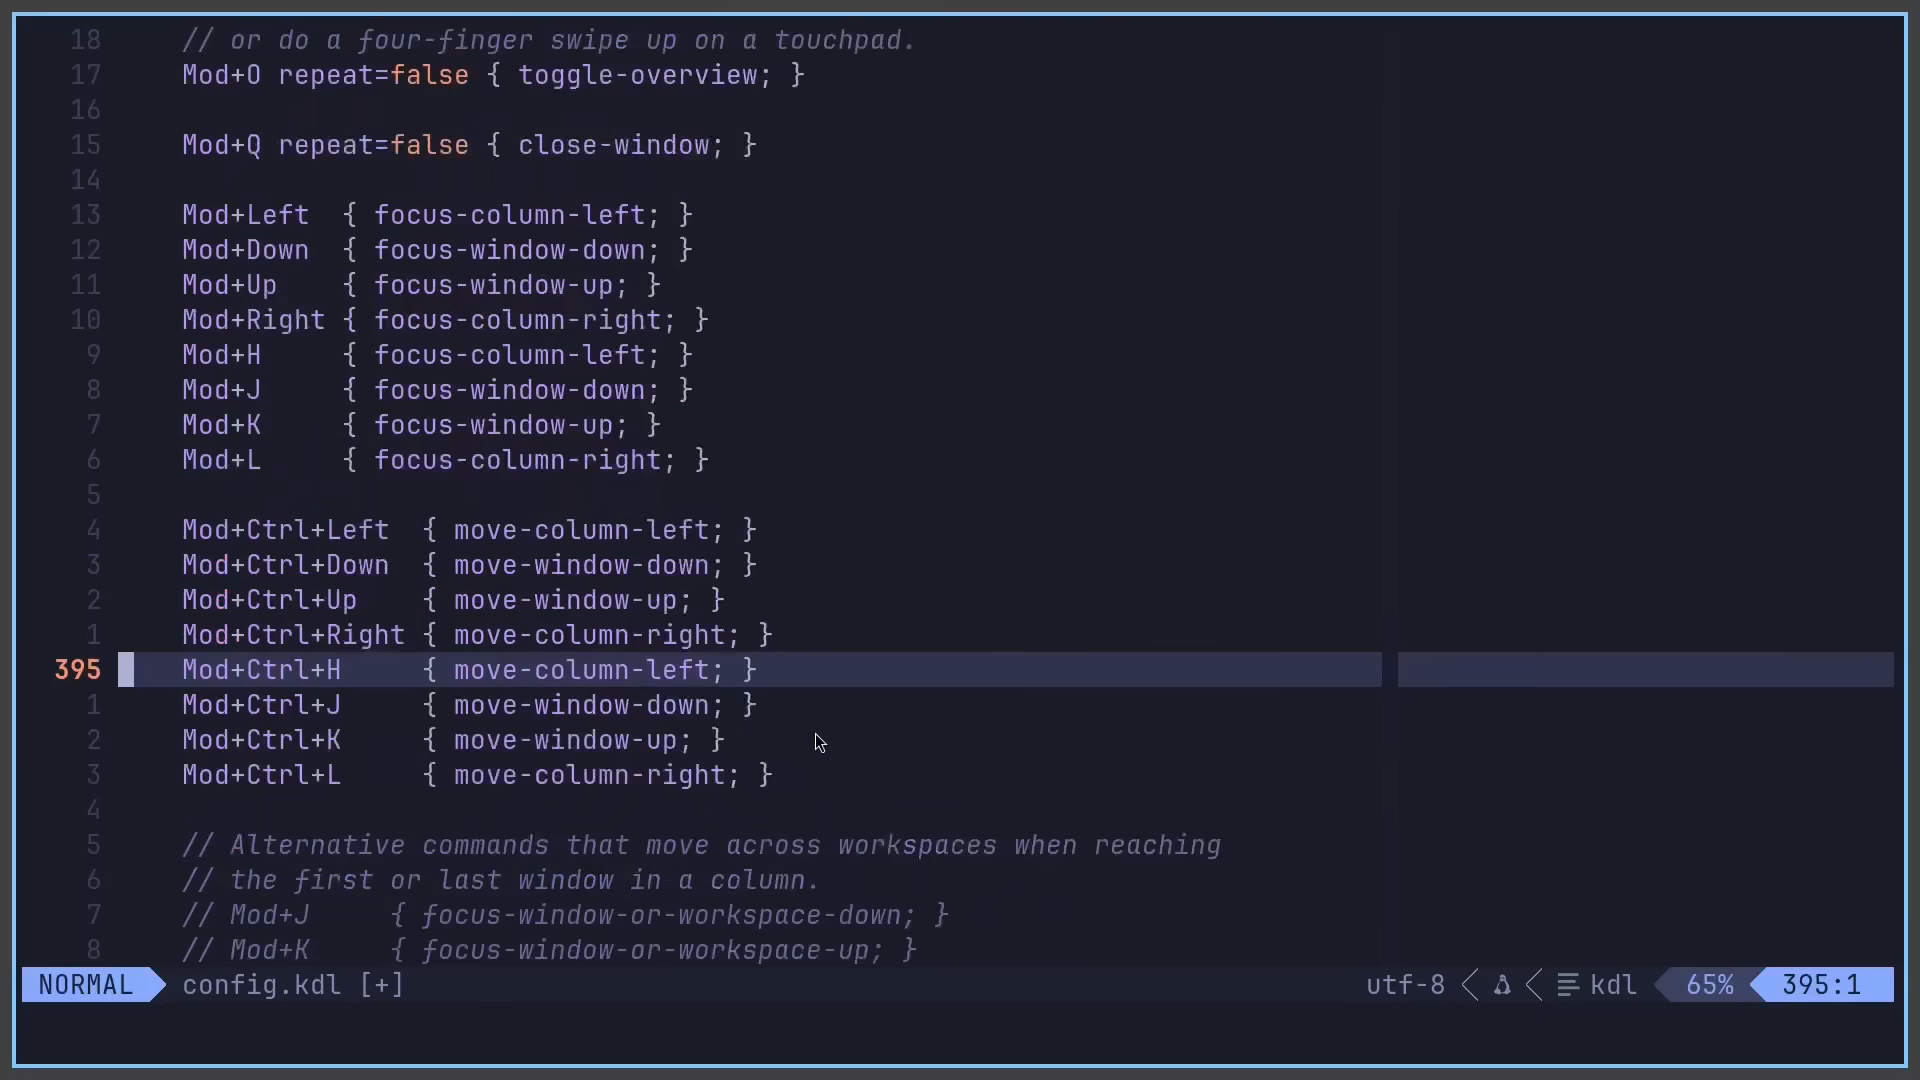 18 // or do a four-finger swipe up on a touchpad.
17 Mod+O repeat=false { toggle-overview; }
16
15 Mod+Q repeat=false { close-window; }
14
13 Mod+Left  { focus-column-left; }
12 Mod+Down  { focus-window-down; }
11 Mod+Up    { focus-window-up; }
10 Mod+Right { focus-column-right; }
9 Mod+H     { focus-column-left; }
8 Mod+J     { focus-window-down; }
7 Mod+K     { focus-window-up; }
6 Mod+L     { focus-column-right; }
5
4 Mod+Ctrl+Left  { move-column-left; }
3 Mod+Ctrl+Down  { move-window-down; }
2 Mod+Ctrl+Up    { move-window-up; }
1 Mod+Ctrl+Right { move-column-right; }
395 Mod+Ctrl+H     { move-column-left; }
1 Mod+Ctrl+J     { move-window-down; }
2 Mod+Ctrl+K     { move-window-up; }
3 Mod+Ctrl+L     { move-column-right; }
4
5 // Alternative commands that move across workspaces when reaching
6 // the first or last window in a column.
7 // Mod+J     { focus-window-or-workspace-down; }
8 // Mod+K     { focus-window-or-workspace-up; }
NORMAL config.kdl [+] utf-8 kdl 65% 395:1